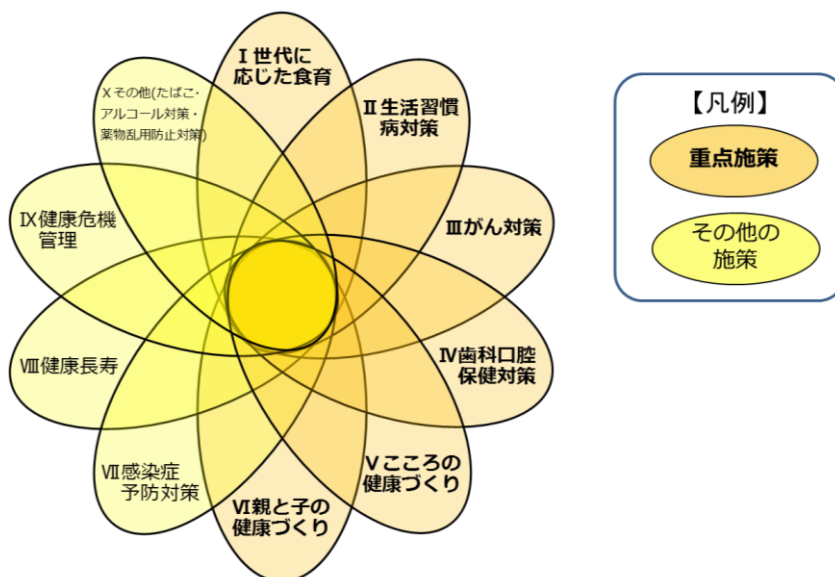 Ⅰ世代に
応じた食育
Ⅱ生活習慣
病対策
Ⅲがん対策
Ⅳ歯科口腔
保健対策
Ⅴこころの
健康づくり
Ⅵ親と子の
健康づくり
Ⅶ感染症
予防対策
Ⅷ健康長寿
Ⅸ健康危機
管理
Ⅹその他(たばこ・
アルコール対策・
薬物乱用防止対策)
【凡例】
重点施策
その他の
施策